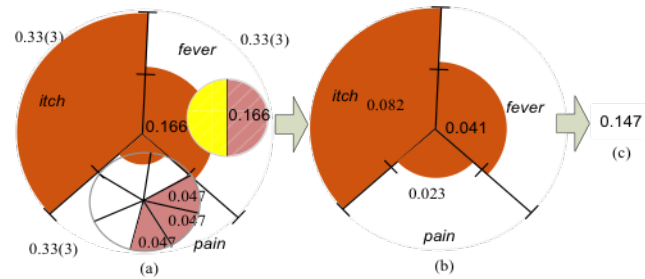 0.33(3)
fever
0.33(3)
itch
0.166
0.166
0.047
0.047
0.047
0.33(3)
pain
(a)
itch
0.082
fever
0.041
0.023
pain
(b)
0.147
(c)